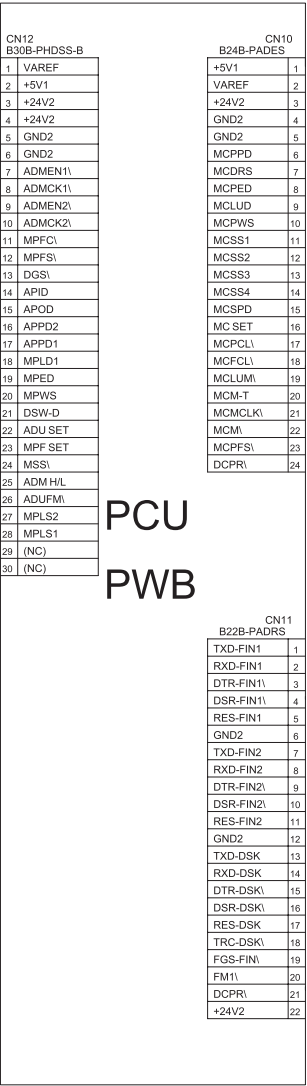 CN12
B30B-PHDSS-B
1 VAREF
2 +5V1
3 +24V2
4 +24V2
5 GND2
6 GND2
7 ADMEN1\
8 ADMCK1\
9 ADMEN2\
10 ADMCK2\
11 MPFC\
12 MPFS\
13 DGS\
14 APID
15 APOD
16 APPD2
17 APPD1
18 MPLD1
19 MPED
20 MPWS
21 DSW-D
22 ADU SET
23 MPF SET
24 MSS\
25 ADM H/L
26 ADUFM\
27 MPLS2
28 MPLS1
29 (NC)
30 (NC)
CN10
B24B-PADES
+5V1 1
VAREF 2
+24V2 3
GND2 4
GND2 5
MCPPD 6
MCDRS 7
MCPED 8
MCLUD 9
MCPWS 10
MCSS1 11
MCSS2 12
MCSS3 13
MCSS4 14
MCSPD 15
MC SET 16
MCPCL\ 17
MCFCL\ 18
MCLUM\ 19
MCM-T 20
MCMCLK\ 21
MCM\ 22
MCPFS\ 23
DCPR\ 24
PCU
PWB
CN11
B22B-PADRS
TXD-FIN1 1
RXD-FIN1 2
DTR-FIN1\ 3
DSR-FIN1\ 4
RES-FIN1 5
GND2 6
TXD-FIN2 7
RXD-FIN2 8
DTR-FIN2\ 9
DSR-FIN2\ 10
RES-FIN2 11
GND2 12
TXD-DSK 13
RXD-DSK 14
DTR-DSK\ 15
DSR-DSK\ 16
RES-DSK 17
TRC-DSK\ 18
FGS-FIN\ 19
FM1\ 20
DCPR\ 21
+24V2 22